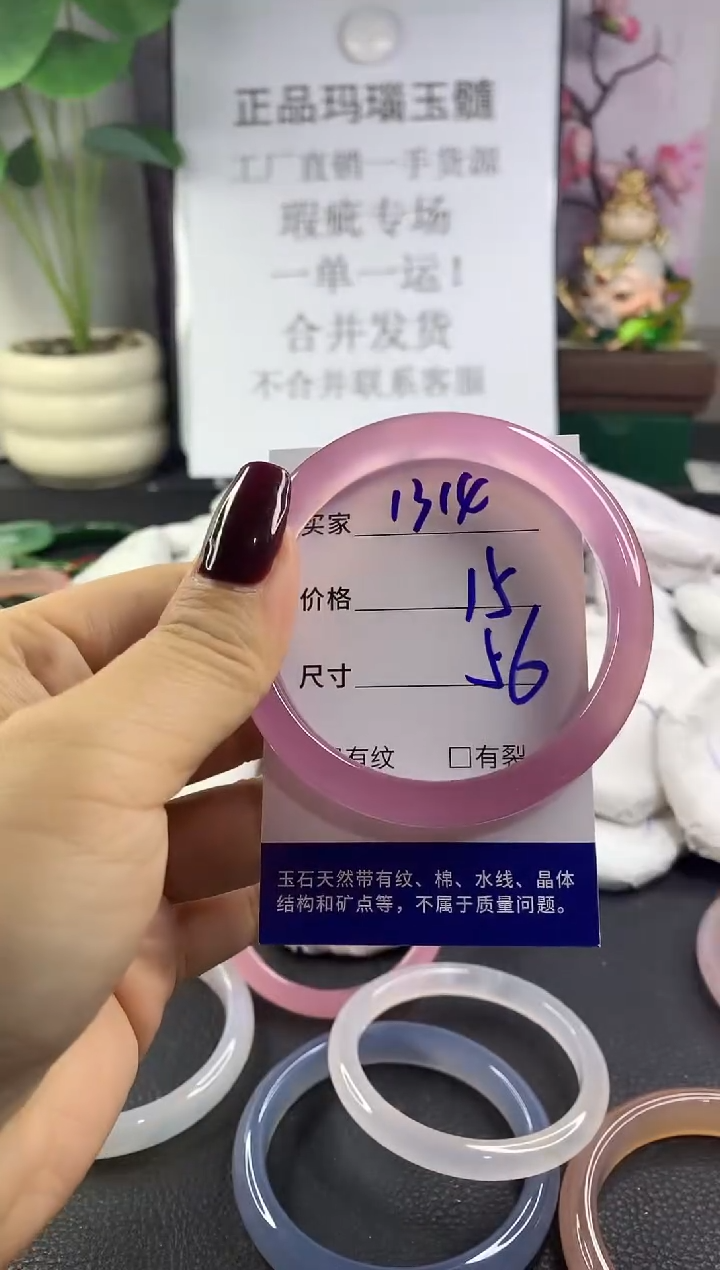 正品玛瑙玉髓
工厂直销一手货源
瑕疵专场
一单一运！
合并发货
不合并联系客服
买家 1314
价格 15
尺寸 56
有纹 □有裂
玉石天然带有纹、棉、水线、晶体
结构和矿点等，不属于质量问题。